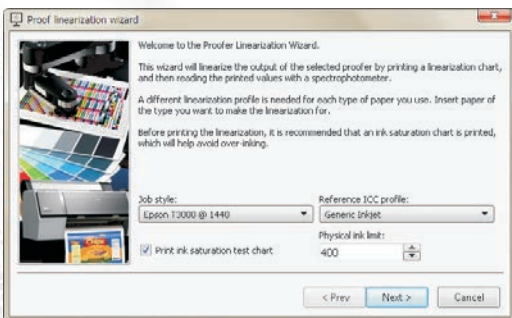 Proof linearization wizard
Welcome to the Proofer Linearization Wizard.
This wizard will linearize the output of the selected proofer by printing a linearization chart,
and then reading the printed values with a spectrophotometer.
A different linearization profile is needed for each type of paper you use. Insert paper of
the type you want to make the linearization for.
Before printing the linearization, it is recommended that an ink saturation chart is printed,
which will help avoid over-inking.
Job style:
Reference ICC profile:
Epson T3000 @ 1440
Generic Inkjet
Physical ink limit:
Print ink saturation test chart
400
< Prev
Next >
Cancel